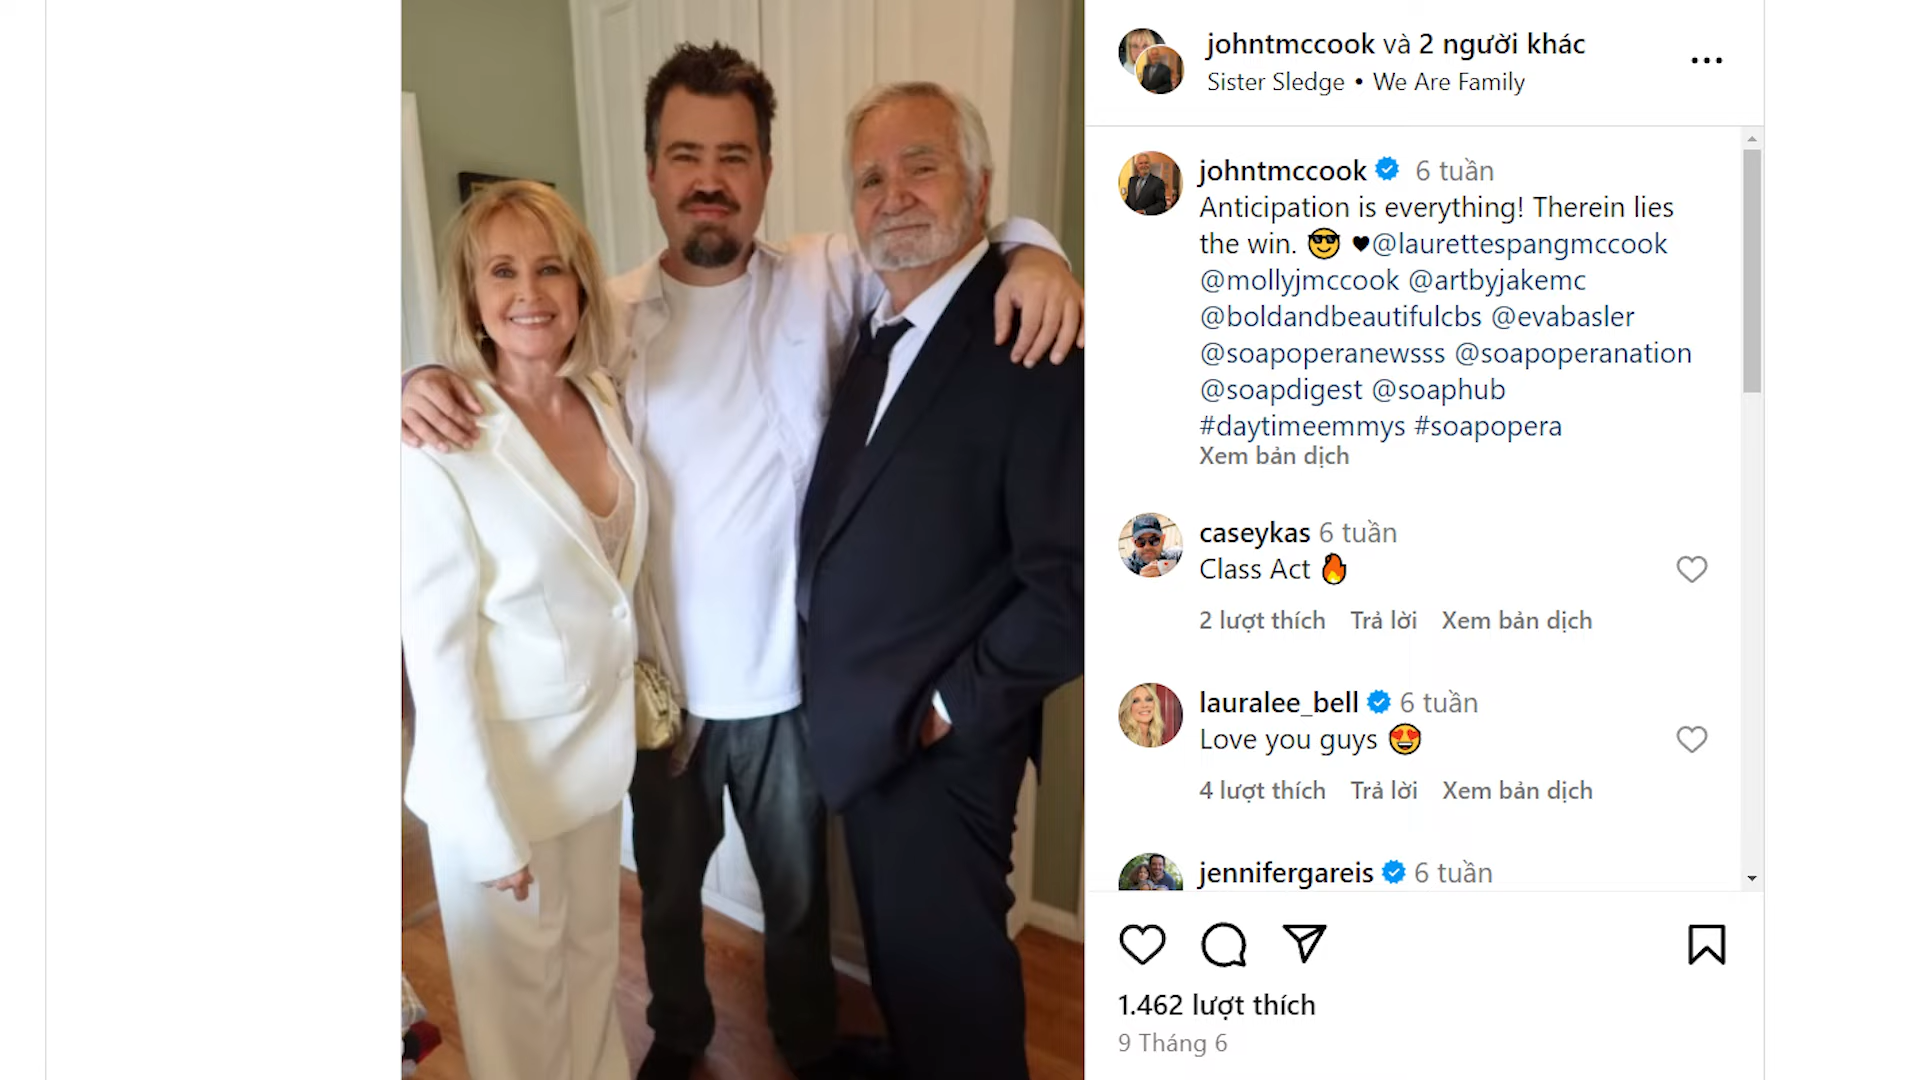 johntmccook và 2 người khác
Sister Sledge • We Are Family
johntmccook 6 tuần
Anticipation is everything! Therein lies
the win. 😎 ♥@laurettespangmccook
@mollyjmccook @artbyjakemc
@boldandbeautifulcbs @evabasler
@soapoperanewsss @soapoperanation
@soapdigest @soaphub
#daytimeemmys #soapopera
Xem bản dịch
caseykas 6 tuần
Class Act 🔥
2 lượt thích Trả lời Xem bản dịch
lauralee_bell 6 tuần
Love you guys 😍
4 lượt thích Trả lời Xem bản dịch
jennifergareis 6 tuần
1.462 lượt thích
9 Tháng 6